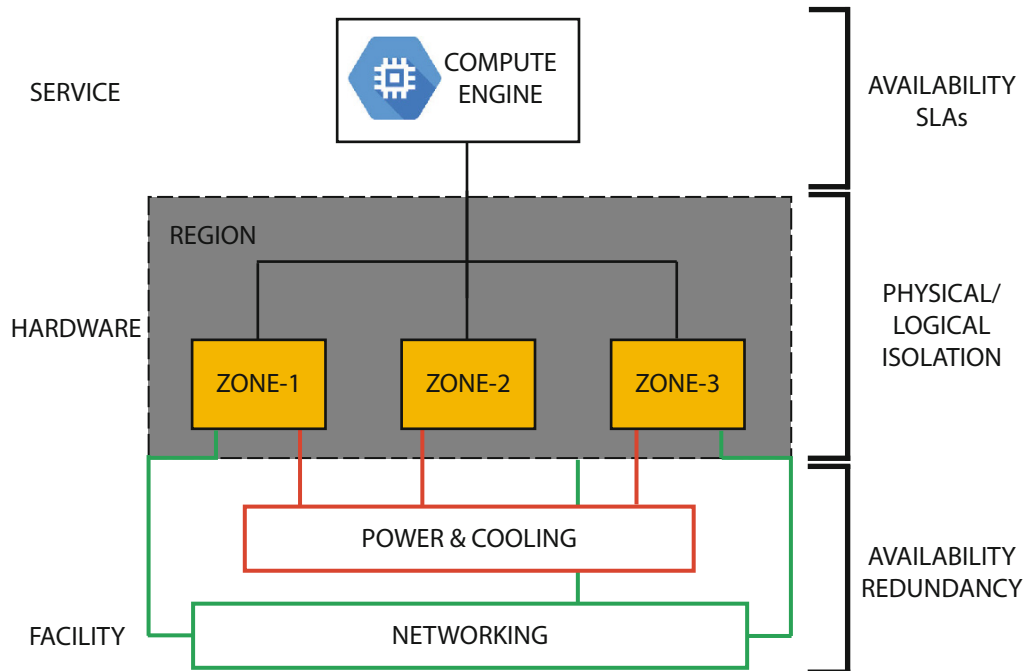 SERVICE
COMPUTE
ENGINE
AVAILABILITY
SLAs
REGION
HARDWARE
ZONE-1
ZONE-2
ZONE-3
PHYSICAL/
LOGICAL
ISOLATION
POWER & COOLING
AVAILABILITY
REDUNDANCY
FACILITY
NETWORKING